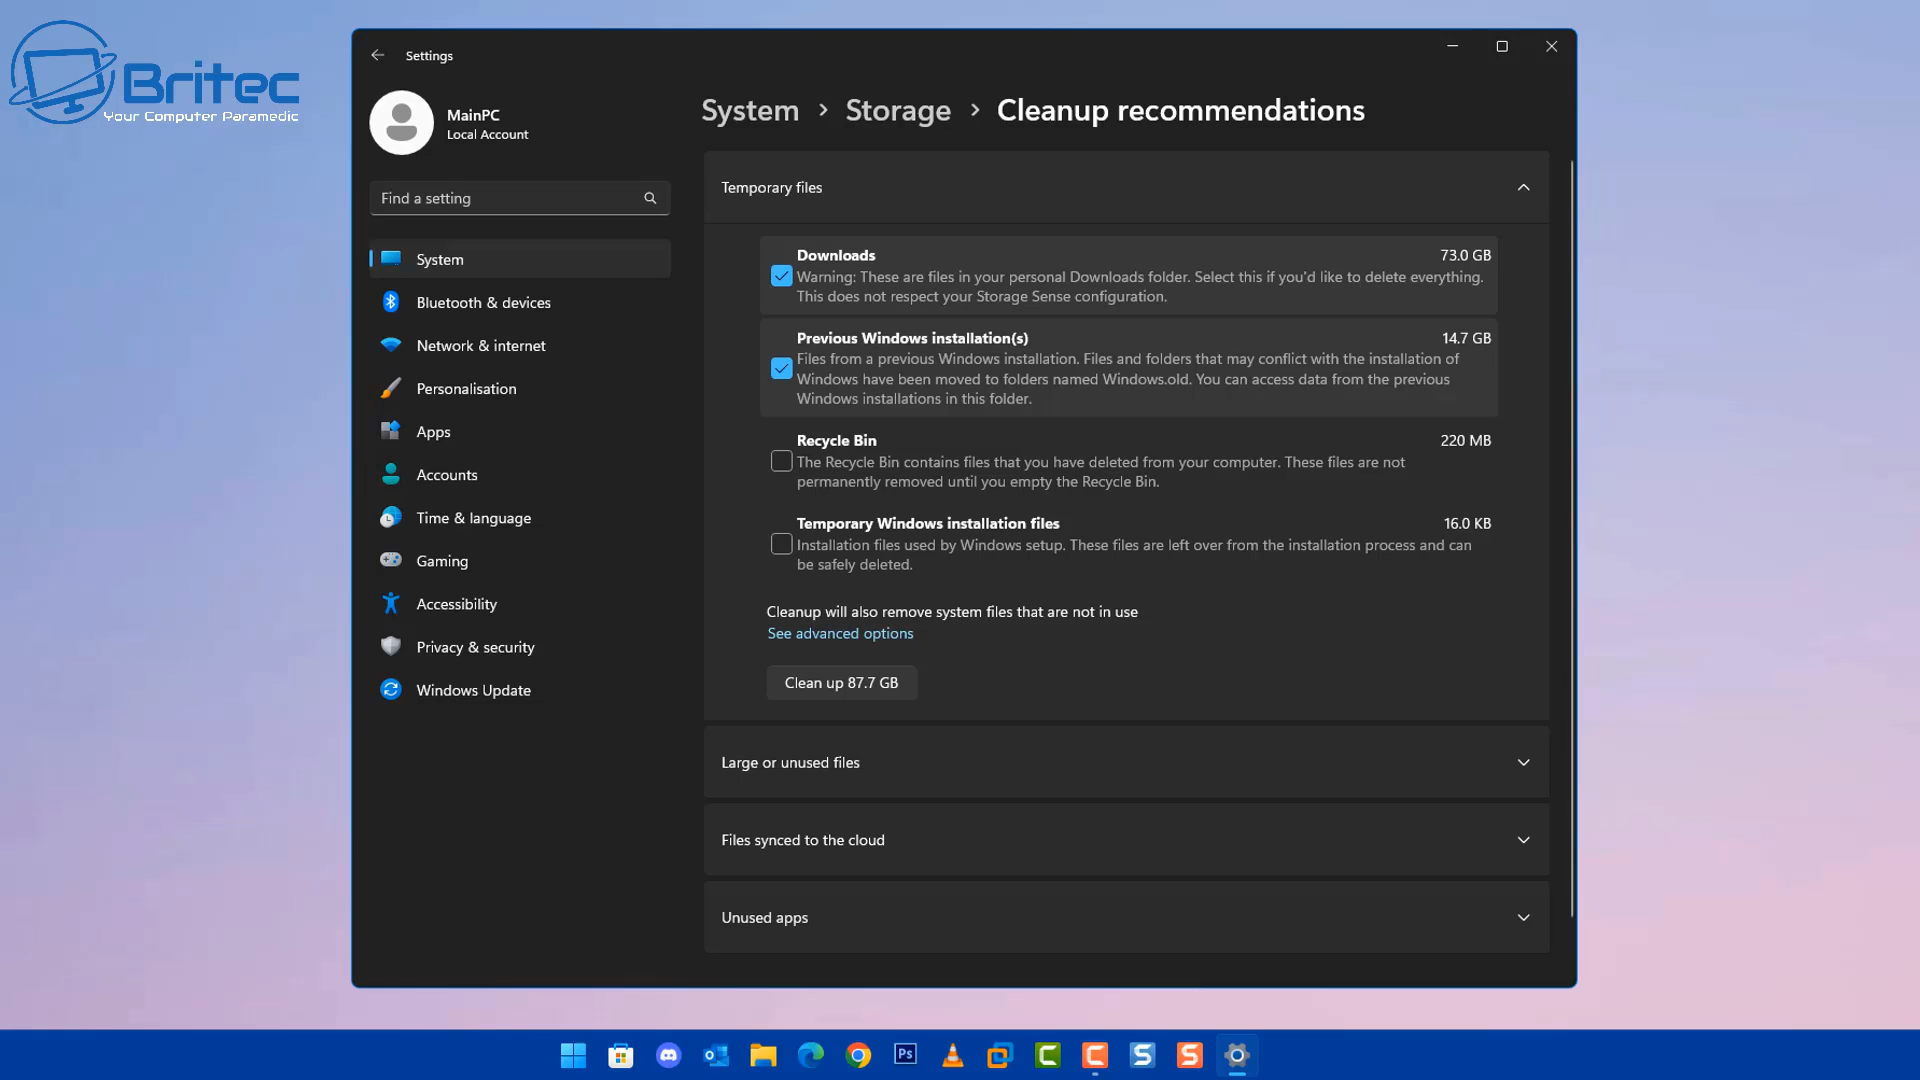 Britec
Your Computer Paramedic
Settings
MainPC
Local Account
Find a setting
System
Bluetooth & devices
Network & internet
Personalisation
Apps
Accounts
Time & language
Gaming
Accessibility
Privacy & security
Windows Update
System > Storage > Cleanup recommendations
Temporary files
Downloads 73.0 GB
Warning: These are files in your personal Downloads folder. Select this if you'd like to delete everything.
This does not respect your Storage Sense configuration.
Previous Windows installation(s) 14.7 GB
Files from a previous Windows installation. Files and folders that may conflict with the installation of
Windows have been moved to folders named Windows.old. You can access data from the previous
Windows installations in this folder.
Recycle Bin 220 MB
The Recycle Bin contains files that you have deleted from your computer. These files are not
permanently removed until you empty the Recycle Bin.
Temporary Windows installation files 16.0 KB
Installation files used by Windows setup. These files are left over from the installation process and can
be safely deleted.
Cleanup will also remove system files that are not in use
See advanced options
Clean up 87.7 GB
Large or unused files
Files synced to the cloud
Unused apps
Ps C C S S